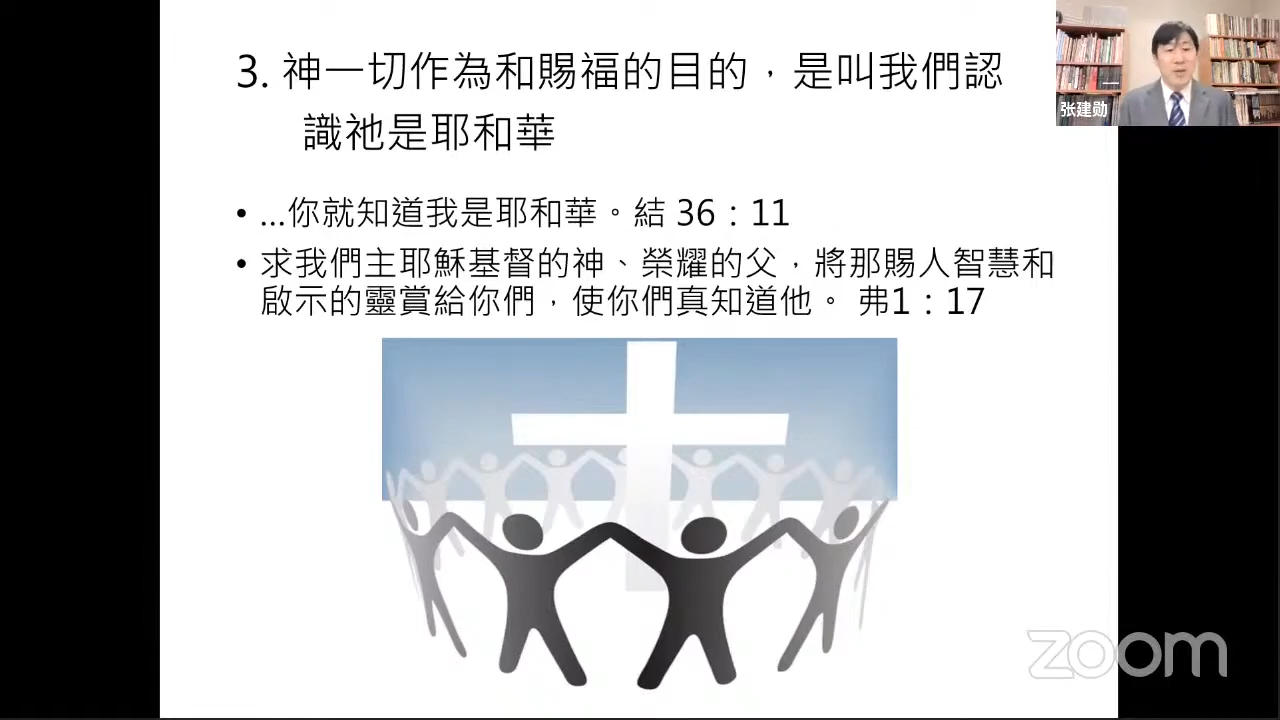 3. 神一切作為和賜福的目的，是叫我們認
識祂是耶和華
• …你就知道我是耶和華。結 36：11
• 求我們主耶穌基督的神、榮耀的父，將那賜人智慧和
啟示的靈賞給你們，使你們真知道他。 弗1：17
张建勋
zoom